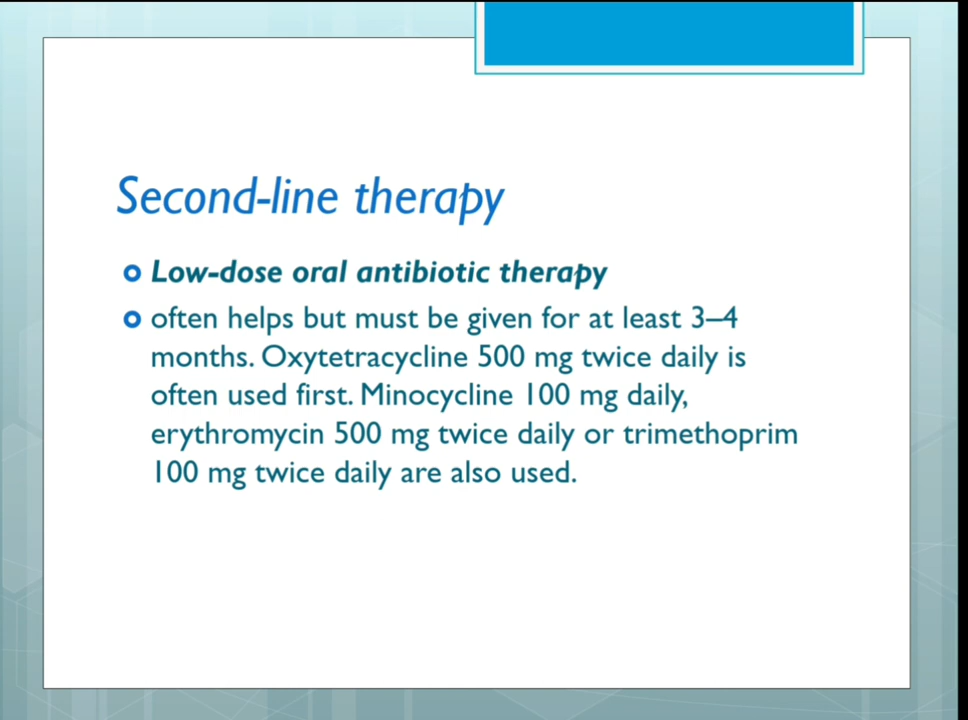 Second-line therapy
Low-dose oral antibiotic therapy
often helps but must be given for at least 3–4
months. Oxytetracycline 500 mg twice daily is
often used first. Minocycline 100 mg daily,
erythromycin 500 mg twice daily or trimethoprim
100 mg twice daily are also used.